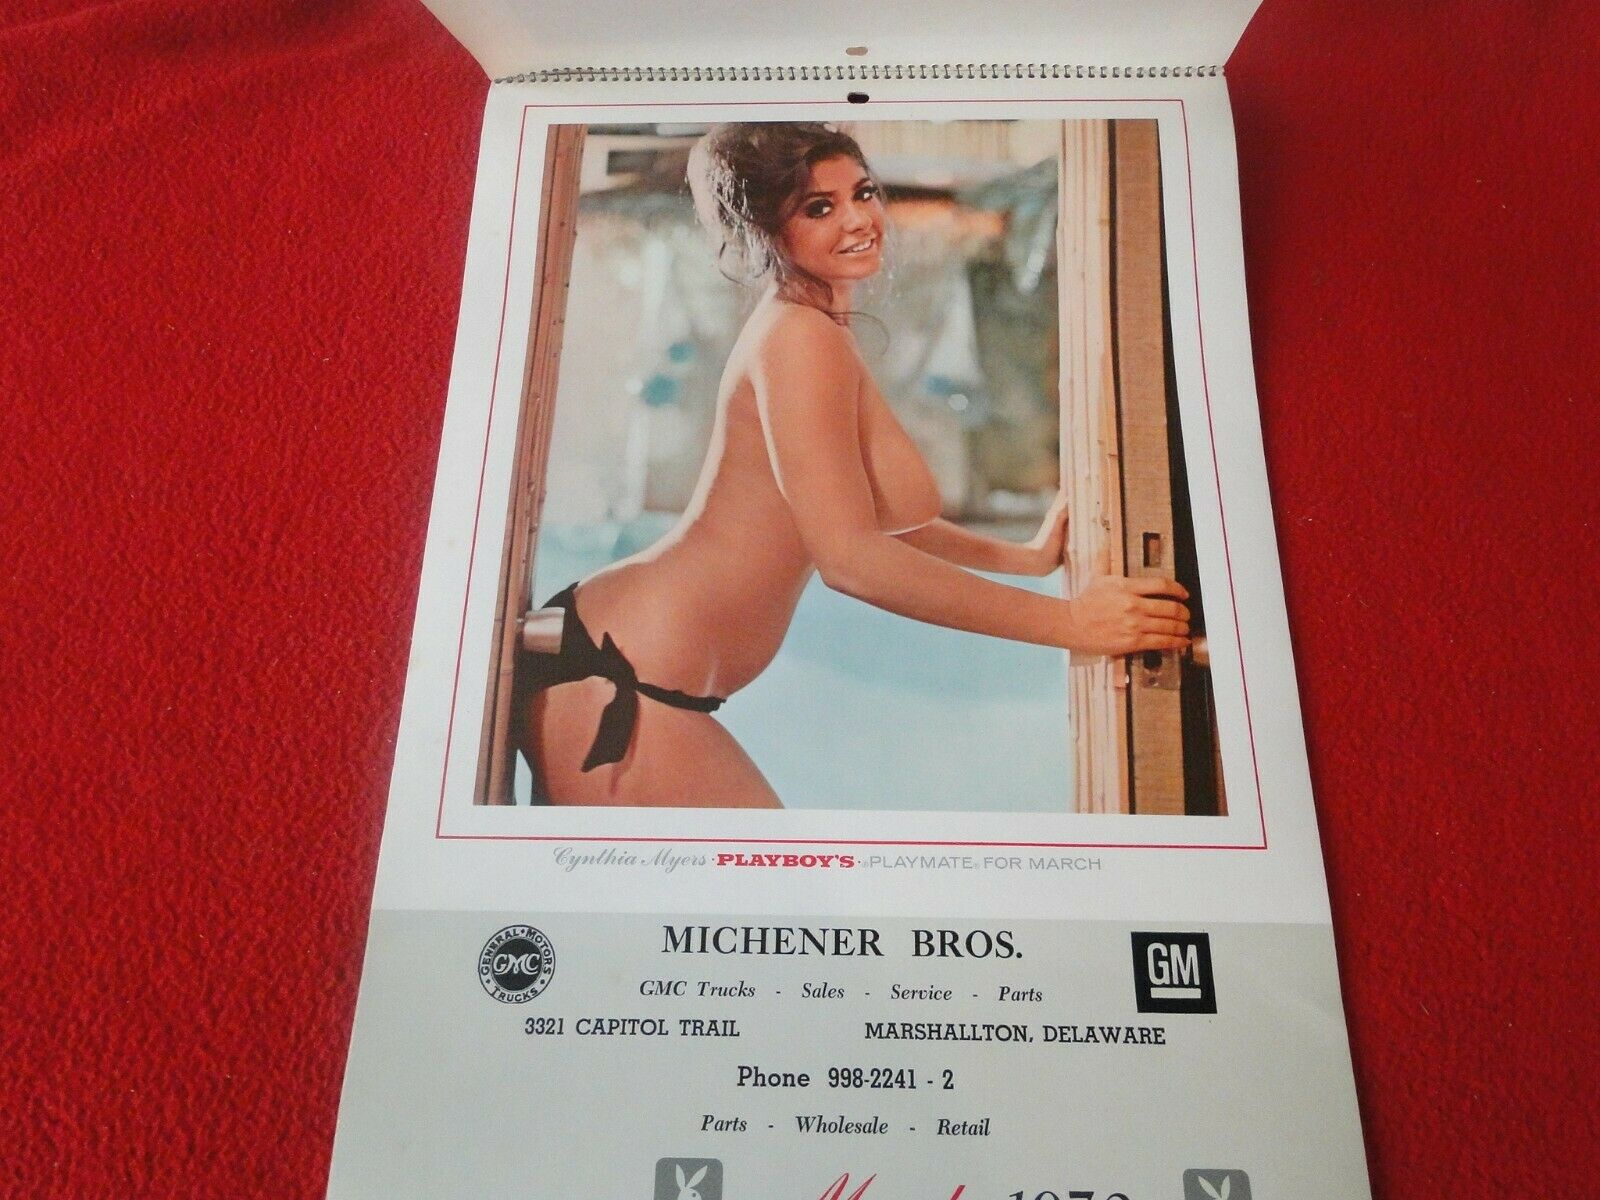 Cynthia Myers · PLAYBOY'S · ®PLAYMATE® FOR MARCH
GENERAL MOTORS
GMC
TRUCKS
MICHENER BROS.
GM
GMC Trucks - Sales - Service - Parts
3321 CAPITOL TRAIL MARSHALLTON, DELAWARE
Phone 998-2241 - 2
Parts - Wholesale - Retail